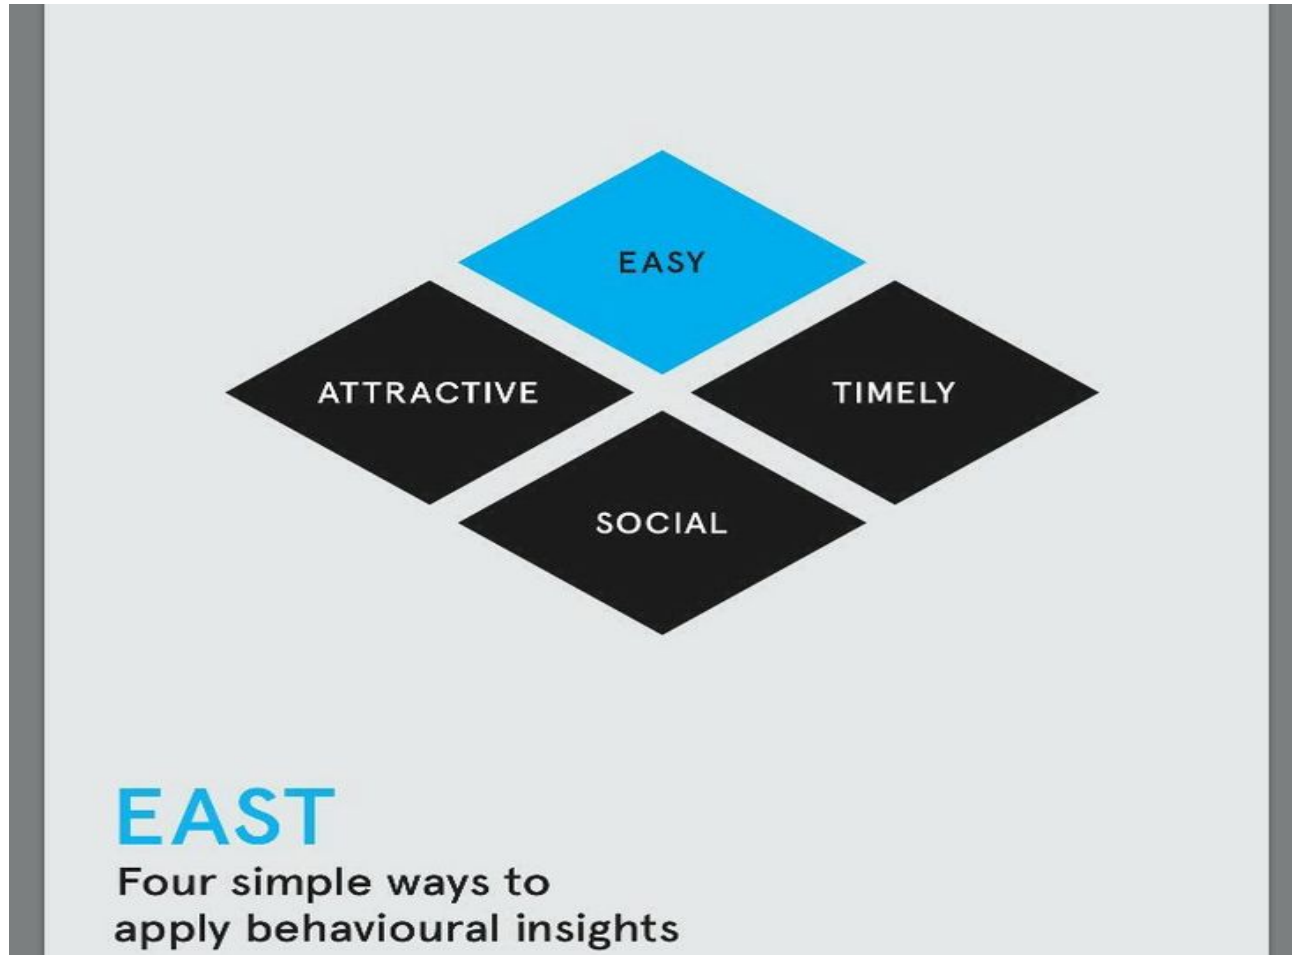 EASY
ATTRACTIVE
TIMELY
SOCIAL
EAST
Four simple ways to
apply behavioural insights